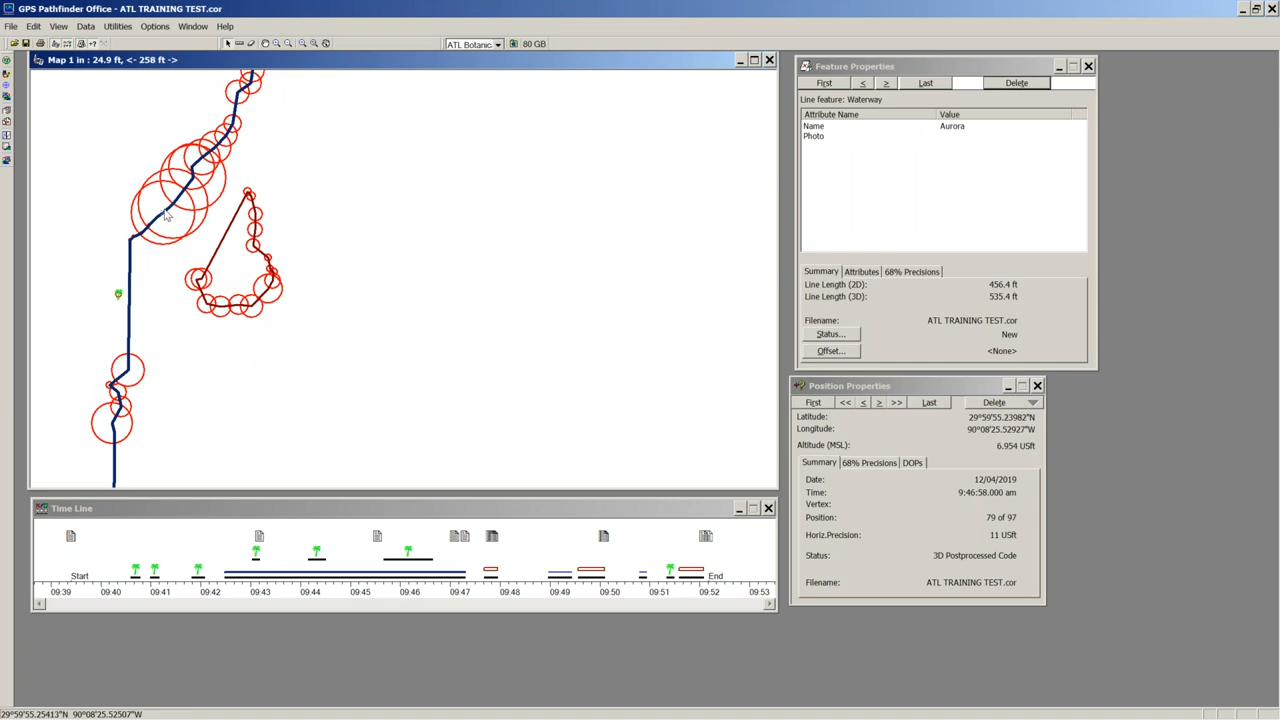 GPS Pathfinder Office - ATL TRAINING TEST.cor
File Edit View Data Utilities Options Window Help
ATL Botanic 80 GB
Map 1 in : 24.9 ft, <- 258 ft ->
Feature Properties
First < > Last Delete
Line feature: Waterway
Attribute Name Value
Name Aurora
Photo
Summary Attributes 68% Precisions
Line Length (2D): 456.4 ft
Line Length (3D): 535.4 ft
Filename: ATL TRAINING TEST.cor
Status... New
Offset... <None>
Position Properties
First << < > >> Last Delete
Latitude: 29°59'55.23982"N
Longitude: 90°08'25.52927"W
Altitude (MSL): 6.954 USft
Summary 68% Precisions DOPs
Date: 12/04/2019
Time: 9:46:58.000 am
Vertex:
Position: 79 of 97
Horiz.Precision: 11 USft
Status: 3D Postprocessed Code
Filename: ATL TRAINING TEST.cor
Time Line
Start End
09:39 09:40 09:41 09:42 09:43 09:44 09:45 09:46 09:47 09:48 09:49 09:50 09:51 09:52 09:53
29°59'55.25413"N 90°08'25.52507"W